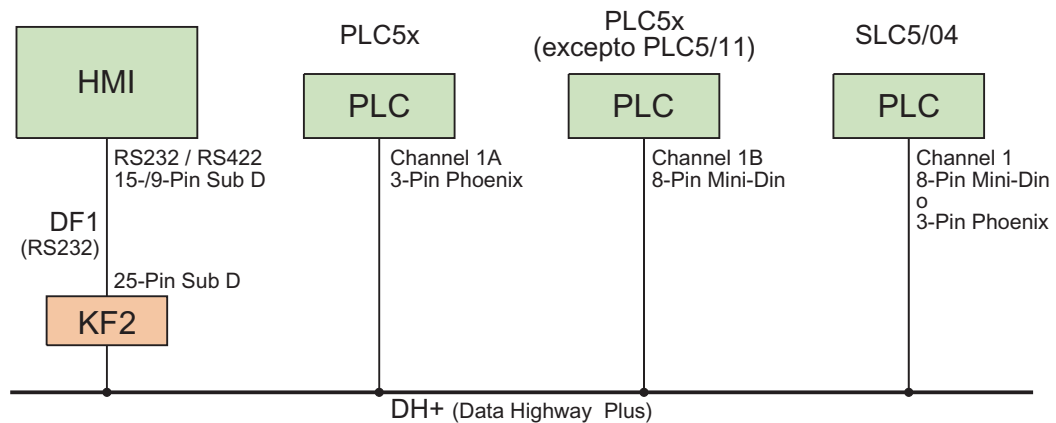 HMI
RS232 / RS422
15-/9-Pin Sub D
DF1
(RS232)
25-Pin Sub D
KF2
PLC5x
PLC
Channel 1A
3-Pin Phoenix
PLC5x
(excepto PLC5/11)
PLC
Channel 1B
8-Pin Mini-Din
SLC5/04
PLC
Channel 1
8-Pin Mini-Din
o
3-Pin Phoenix
DH+ (Data Highway Plus)